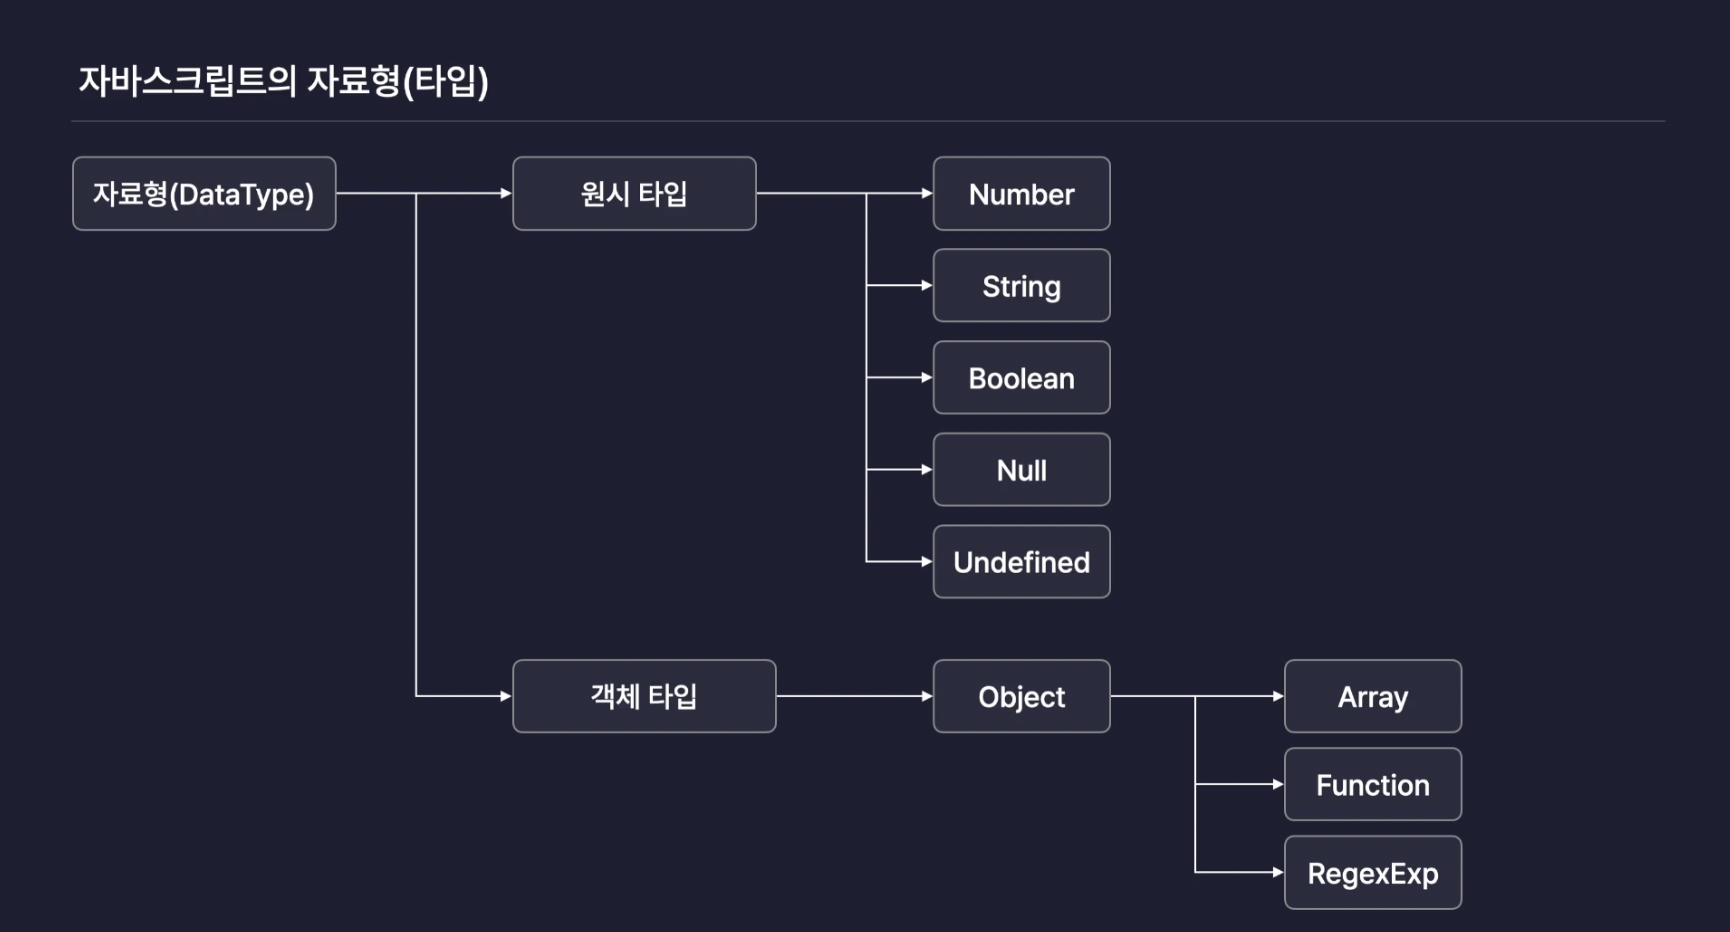 자바스크립트의 자료형(타입)
자료형(DataType)
원시 타입
Number
String
Boolean
Null
Undefined
객체 타입
Object
Array
Function
RegexExp